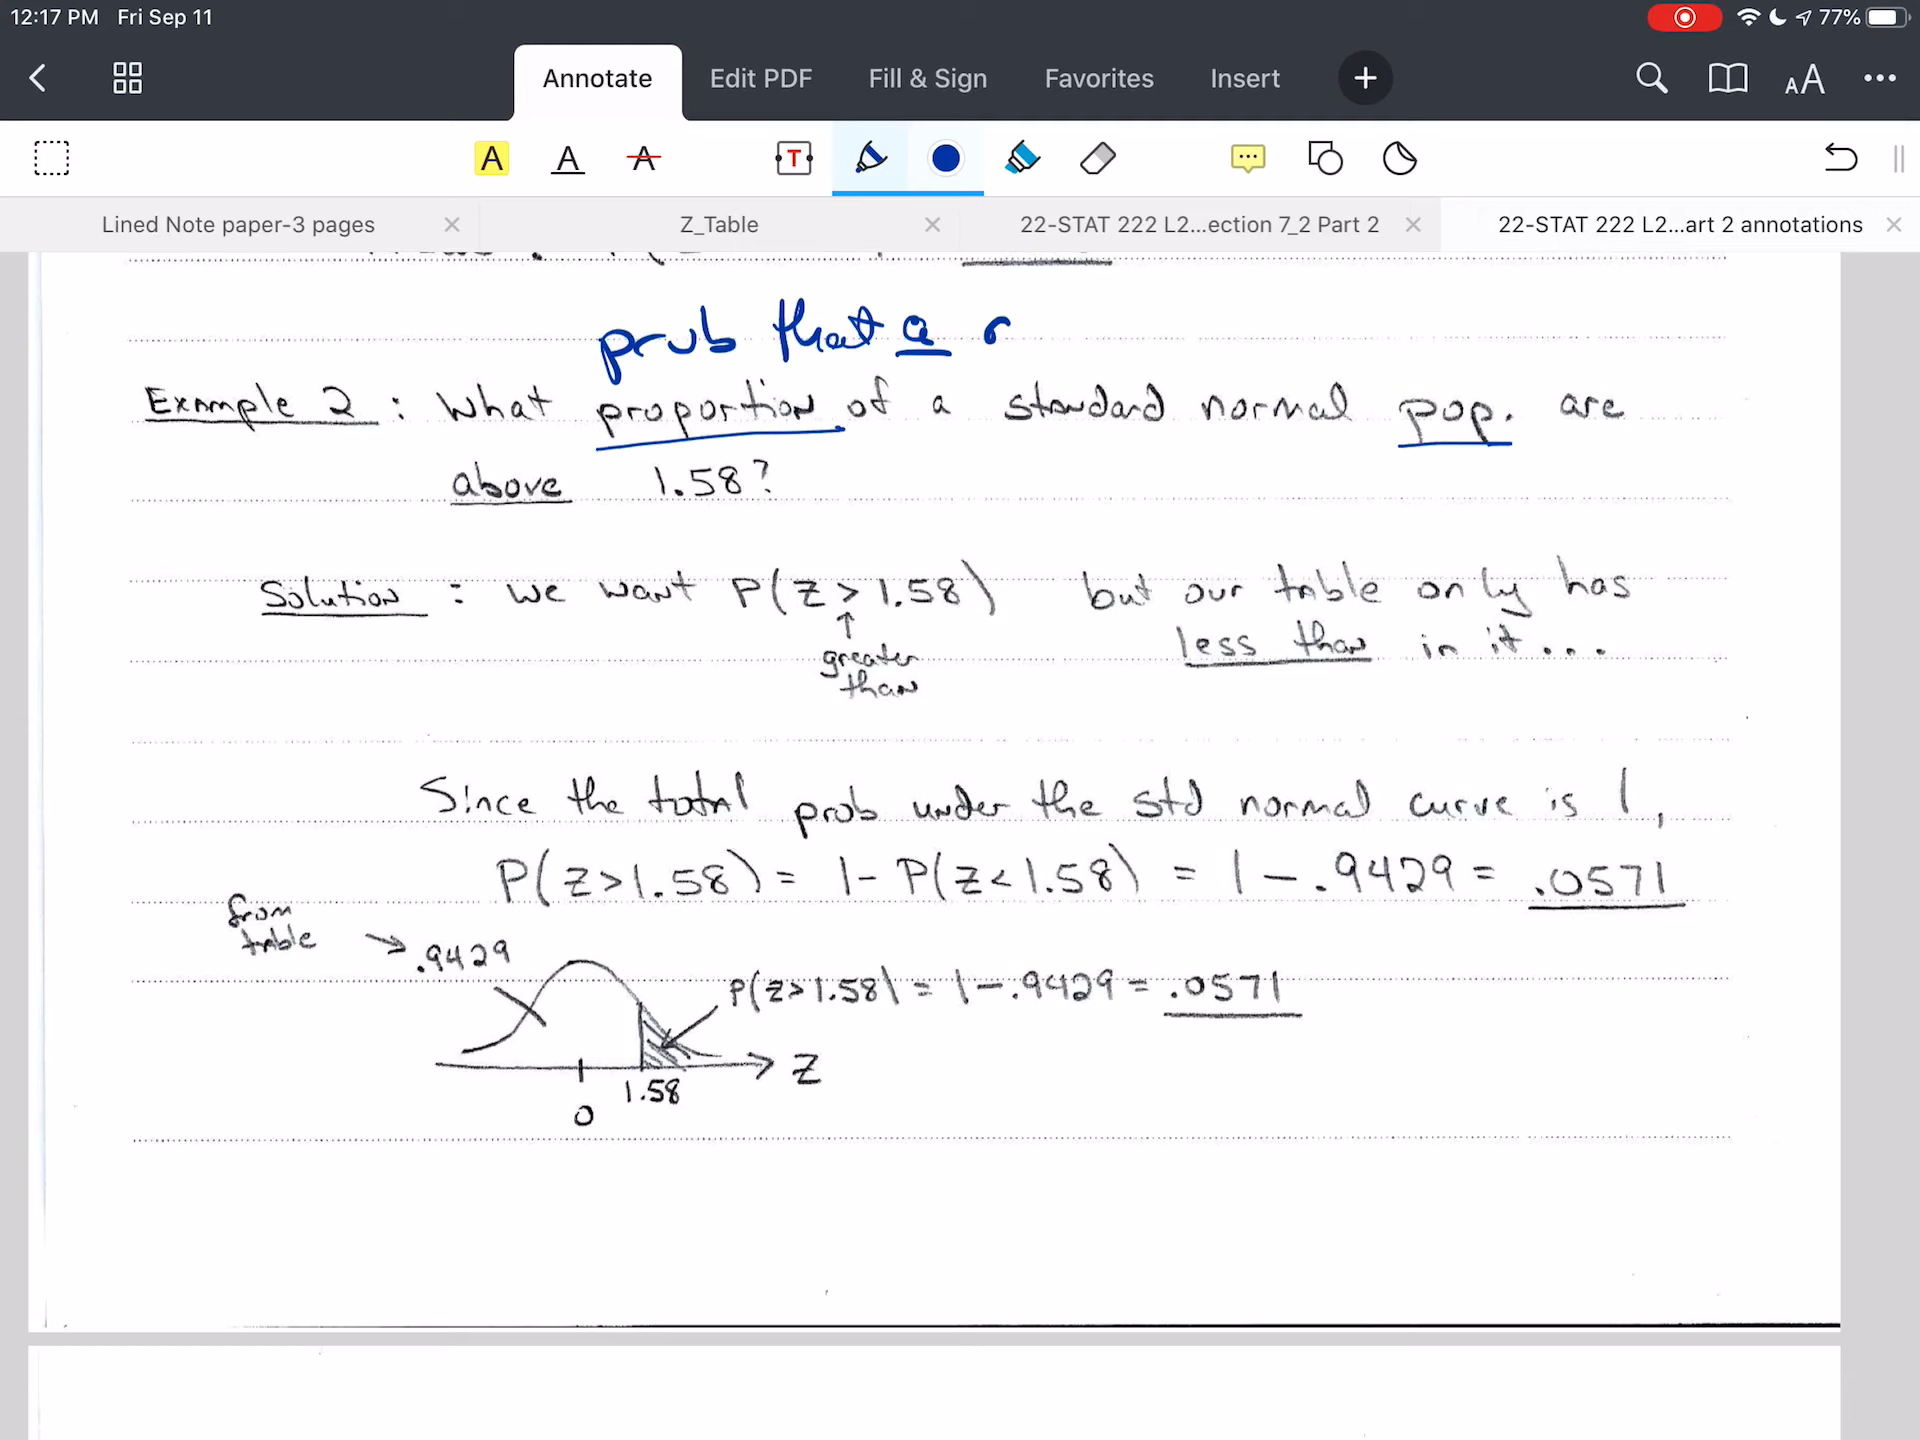 12:17 PM Fri Sep 11
77%
Annotate Edit PDF Fill & Sign Favorites Insert
AA
A A A T
Lined Note paper-3 pages
Z_Table
22-STAT 222 L2...ection 7_2 Part 2
22-STAT 222 L2...art 2 annotations
prob that a r
Example 2 : What proportion of a standard normal pop. are
above 1.58?
Solution : we want P(Z > 1.58) but our table only has
↑ less than in it...
greater
than
Since the total prob under the std normal curve is 1,
P(Z>1.58) = 1- P(Z<1.58) = 1 - .9429 = .0571
from
table → .9429
P(Z>1.58) = 1-.9429 = .0571
Z
1.58
0